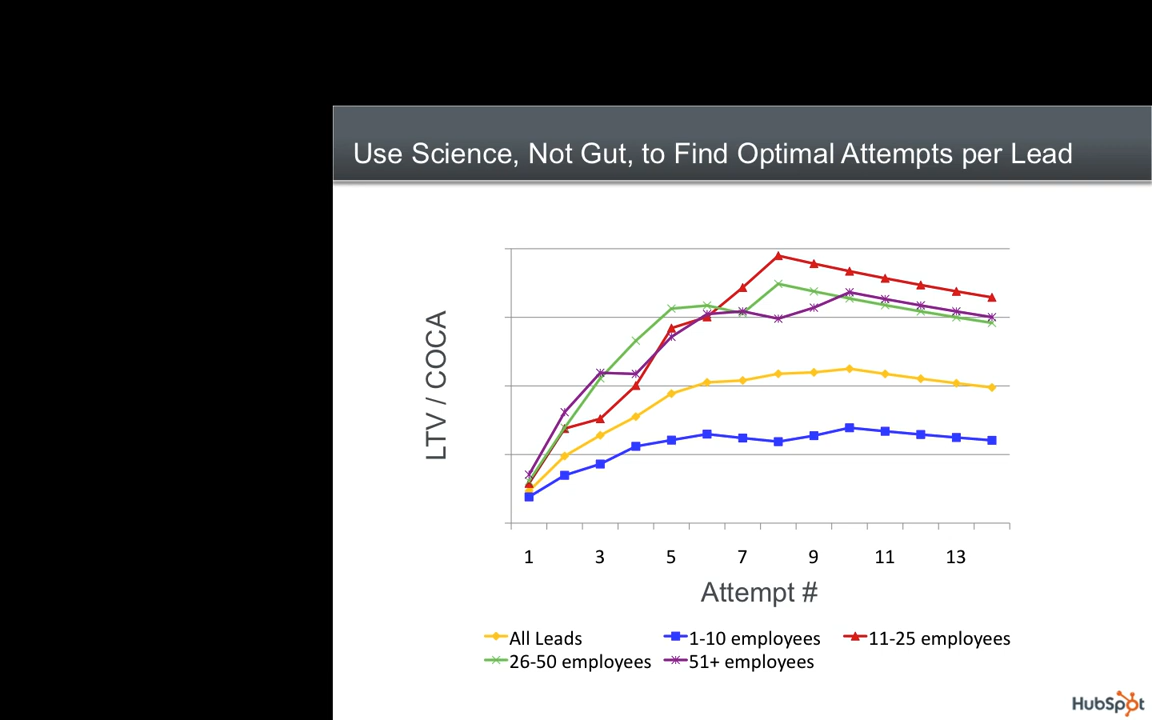 Use Science, Not Gut, to Find Optimal Attempts per Lead
LTV / COCA
1 3 5 7 9 11 13
Attempt #
All Leads 1-10 employees 11-25 employees
26-50 employees 51+ employees
HubSpot